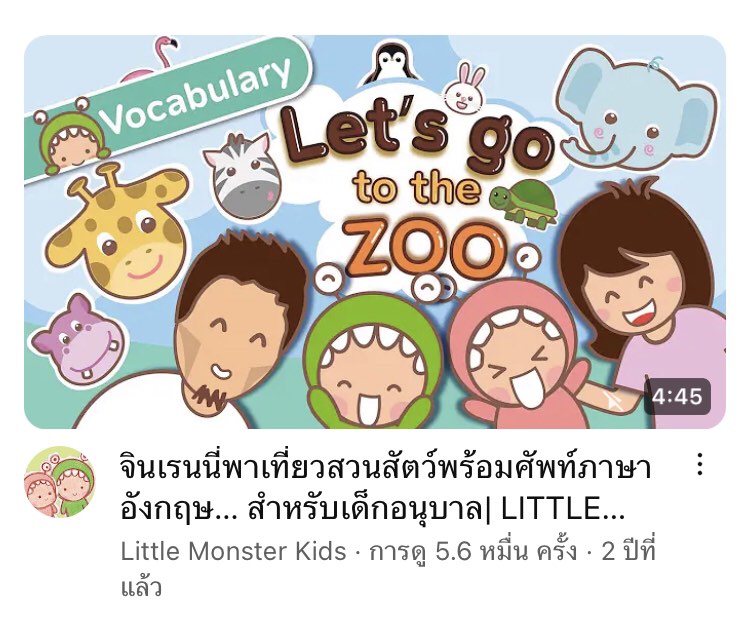 Vocabulary
Let's go
to the
ZOO
4:45
จินเรนนี่พาเที่ยวสวนสัตว์พร้อมศัพท์ภาษา
อังกฤษ... สำหรับเด็กอนุบาล| LITTLE...
Little Monster Kids · การดู 5.6 หมื่น ครั้ง · 2 ปีที่
แล้ว